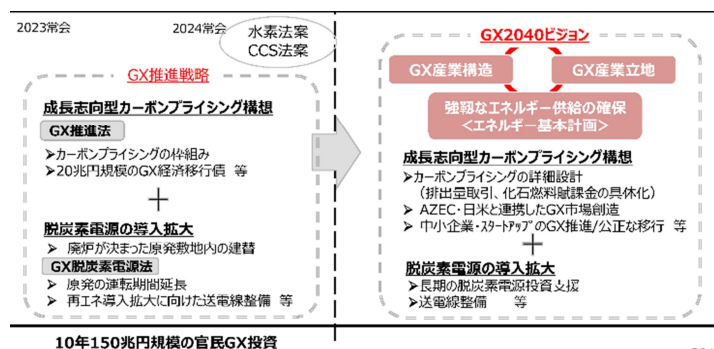 2023常会
2024常会
水素法案
CCS法案
GX推進戦略
成長志向型カーボンプライシング構想
GX推進法
➢カーボンプライシングの枠組み
➢20兆円規模のGX経済移行債 等
＋
脱炭素電源の導入拡大
➢ 廃炉が決まった原発敷地内の建替
GX脱炭素電源法
➢ 原発の運転期間延長
➢ 再エネ導入拡大に向けた送電線整備 等
10年150兆円規模の官民GX投資
GX2040ビジョン
GX産業構造
GX産業立地
強靱なエネルギー供給の確保
<エネルギー基本計画>
成長志向型カーボンプライシング構想
➢カーボンプライシングの詳細設計
（排出量取引、化石燃料賦課金の具体化）
➢ AZEC・日米と連携したGX市場創造
➢ 中小企業・スタートアップのGX推進/公正な移行 等
＋
脱炭素電源の導入拡大
➢長期の脱炭素電源投資支援
➢送電線整備 等